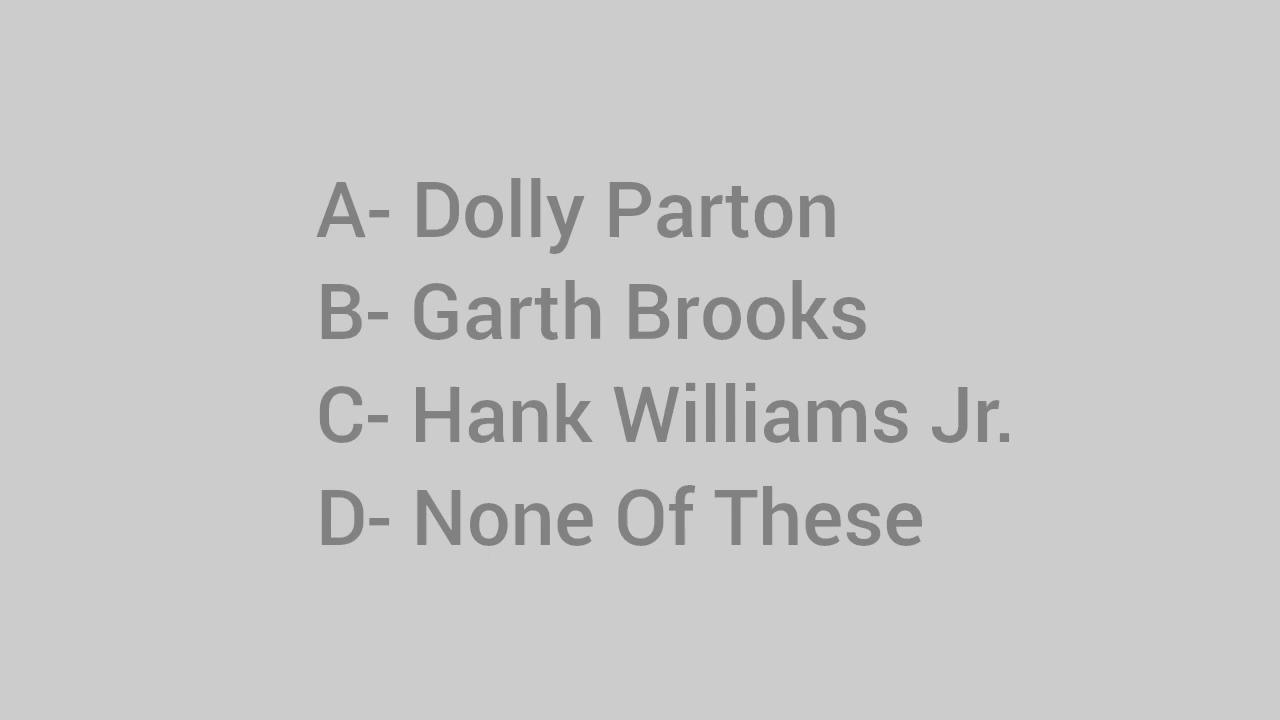 A- Dolly Parton
B- Garth Brooks
C- Hank Williams Jr.
D- None Of These